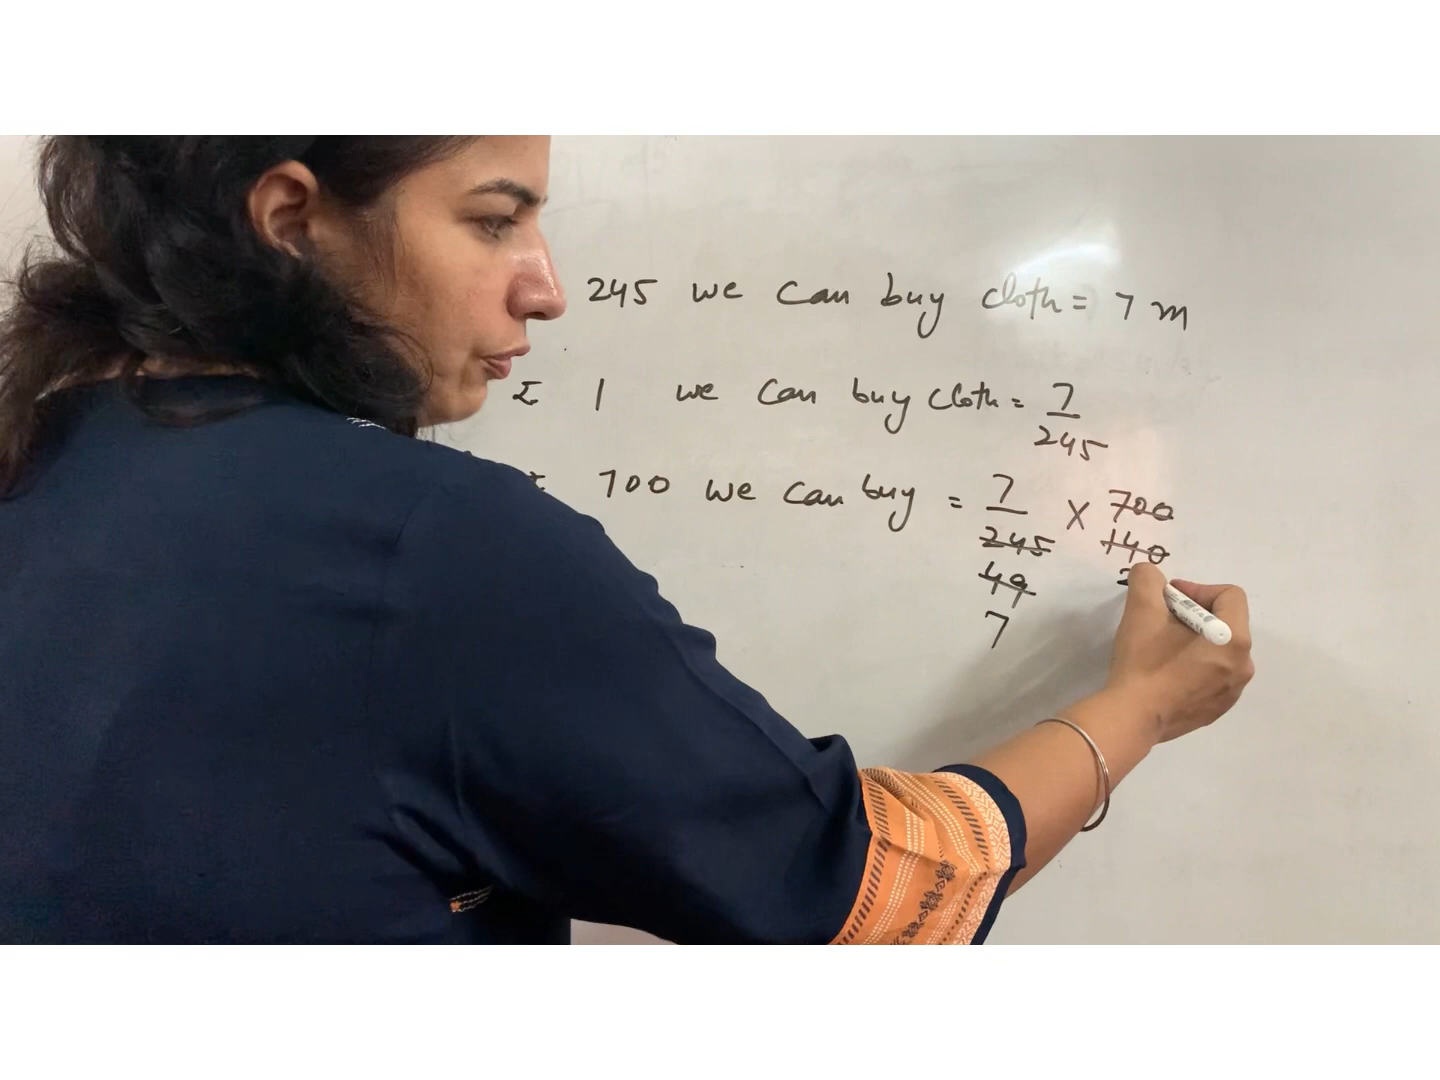 245 we can buy cloth = 7 m
1 we can buy cloth = 7
245
700 we can buy = 7 × 700
245 140
49 2
7